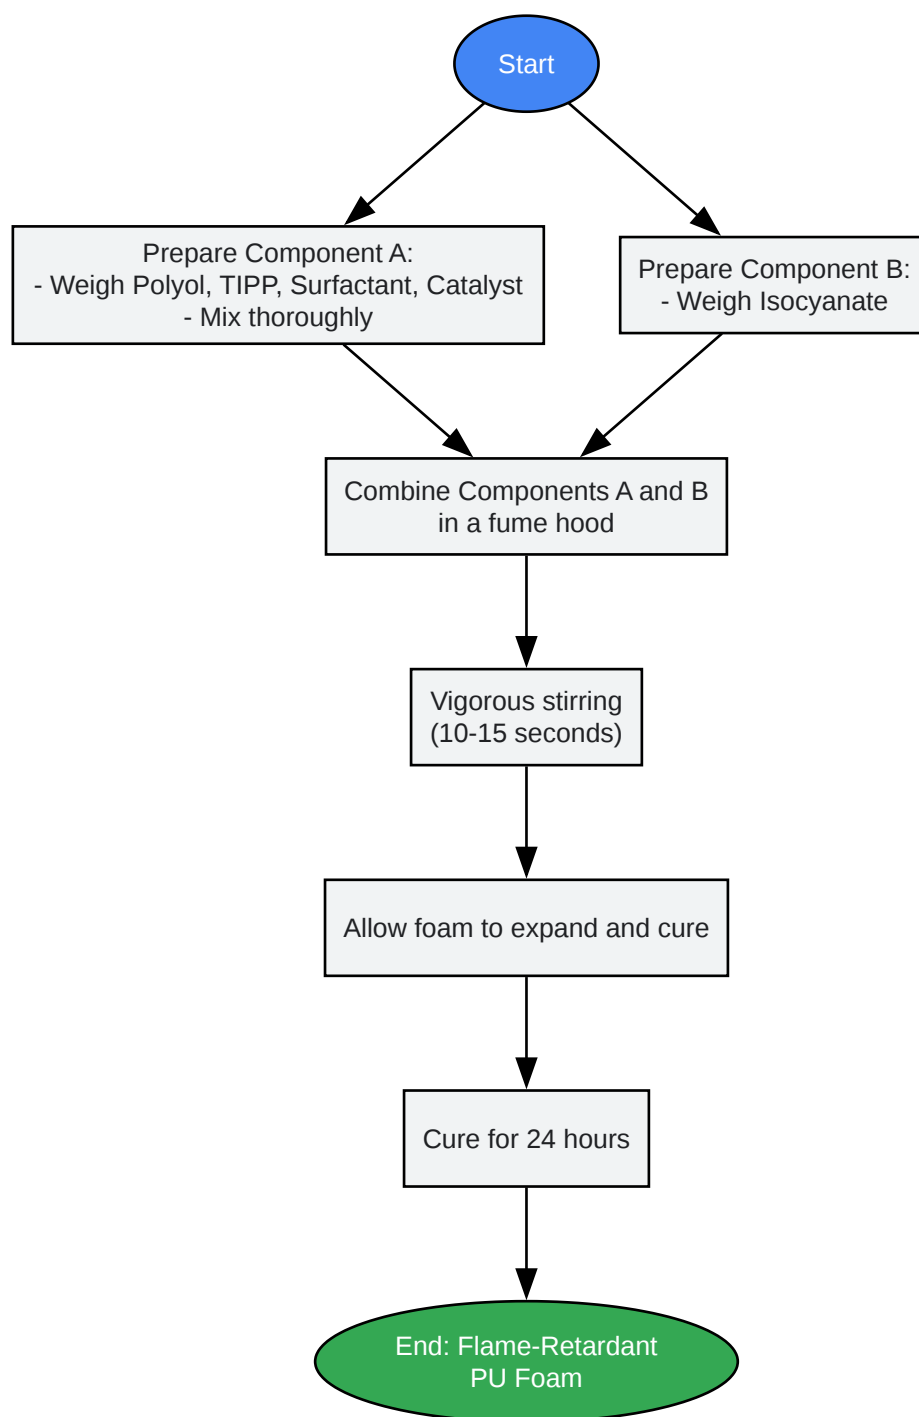 Start
Prepare Component A:
- Weigh Polyol, TIPP, Surfactant, Catalyst
- Mix thoroughly
Prepare Component B:
- Weigh Isocyanate
Combine Components A and B
in a fume hood
Vigorous stirring
(10-15 seconds)
Allow foam to expand and cure
Cure for 24 hours
End: Flame-Retardant
PU Foam